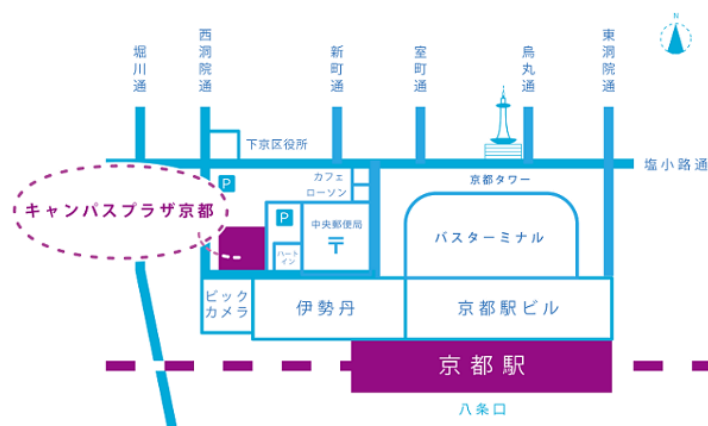 N
堀川通
西洞院通
新町通
室町通
烏丸通
東洞院通
下京区役所
塩小路通
カフェ
ローソン
京都タワー
P
キャンパスプラザ京都
P
中央郵便局
〒
バスターミナル
ハート
イン
ビック
カメラ
伊勢丹
京都駅ビル
京都駅
八条口